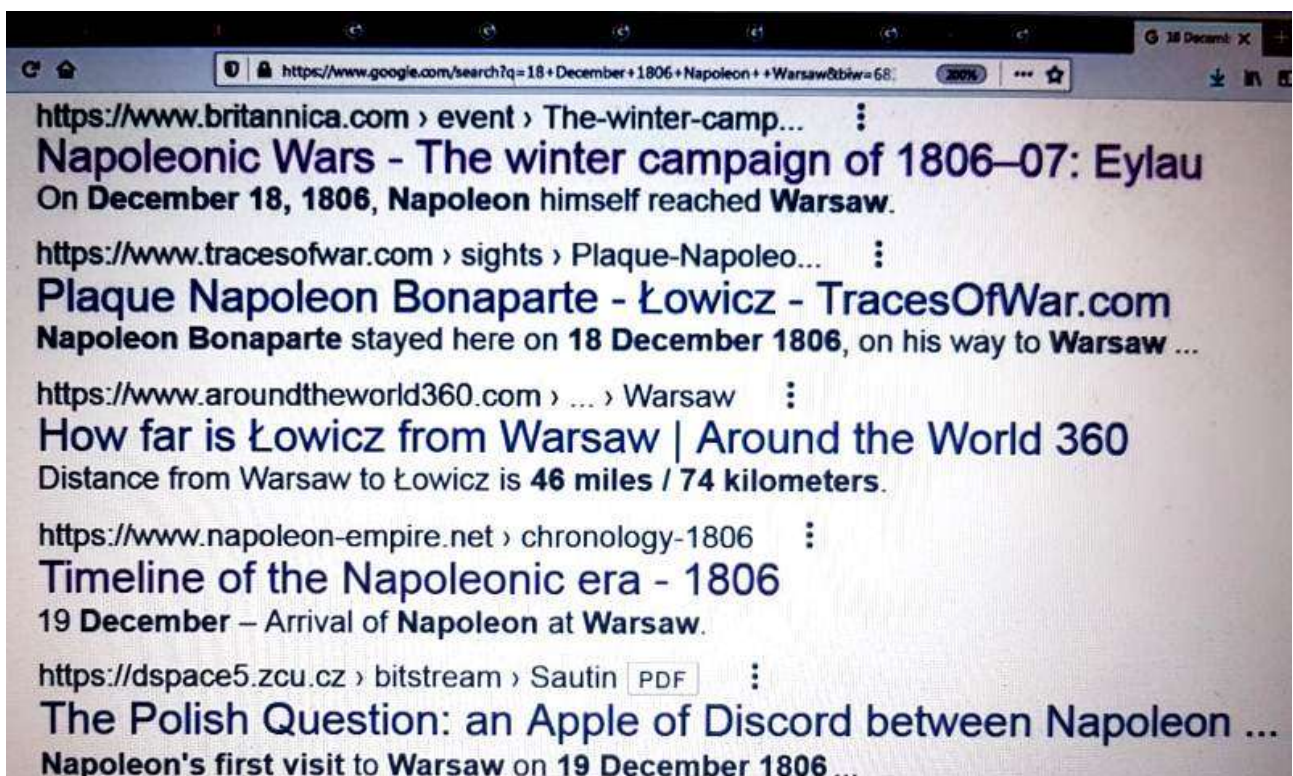 G 18 Decemb X
https://www.google.com/search?q=18+December+1806+Napoleon++Warsaw&biw=68 200%
https://www.britannica.com › event › The-winter-camp...
Napoleonic Wars - The winter campaign of 1806–07: Eylau
On December 18, 1806, Napoleon himself reached Warsaw.
https://www.tracesofwar.com › sights › Plaque-Napoleo...
Plaque Napoleon Bonaparte - Łowicz - TracesOfWar.com
Napoleon Bonaparte stayed here on 18 December 1806, on his way to Warsaw ...
https://www.aroundtheworld360.com › ... › Warsaw
How far is Łowicz from Warsaw | Around the World 360
Distance from Warsaw to Łowicz is 46 miles / 74 kilometers.
https://www.napoleon-empire.net › chronology-1806
Timeline of the Napoleonic era - 1806
19 December – Arrival of Napoleon at Warsaw.
https://dspace5.zcu.cz › bitstream › Sautin PDF
The Polish Question: an Apple of Discord between Napoleon ...
Napoleon's first visit to Warsaw on 19 December 1806 ...